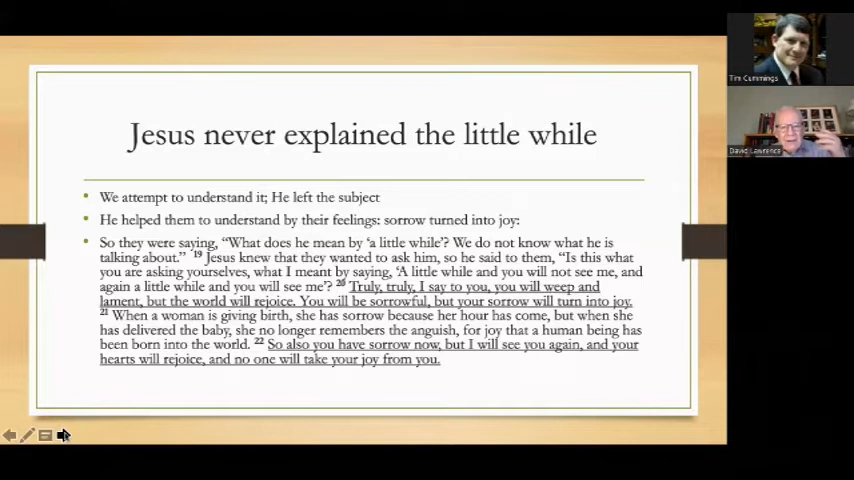 Jesus never explained the little while
• We attempt to understand it; He left the subject
• He helped them to understand by their feelings: sorrow turned into joy:
• So they were saying, “What does he mean by ‘a little while’? We do not know what he is
talking about.” 19 Jesus knew that they wanted to ask him, so he said to them, “Is this what
you are asking yourselves, what I meant by saying, ‘A little while and you will not see me, and
again a little while and you will see me’? 20 Truly, truly, I say to you, you will weep and
lament, but the world will rejoice. You will be sorrowful, but your sorrow will turn into joy.
21 When a woman is giving birth, she has sorrow because her hour has come, but when she
has delivered the baby, she no longer remembers the anguish, for joy that a human being has
been born into the world. 22 So also you have sorrow now, but I will see you again, and your
hearts will rejoice, and no one will take your joy from you.
Tim Cummings
David Lawrence